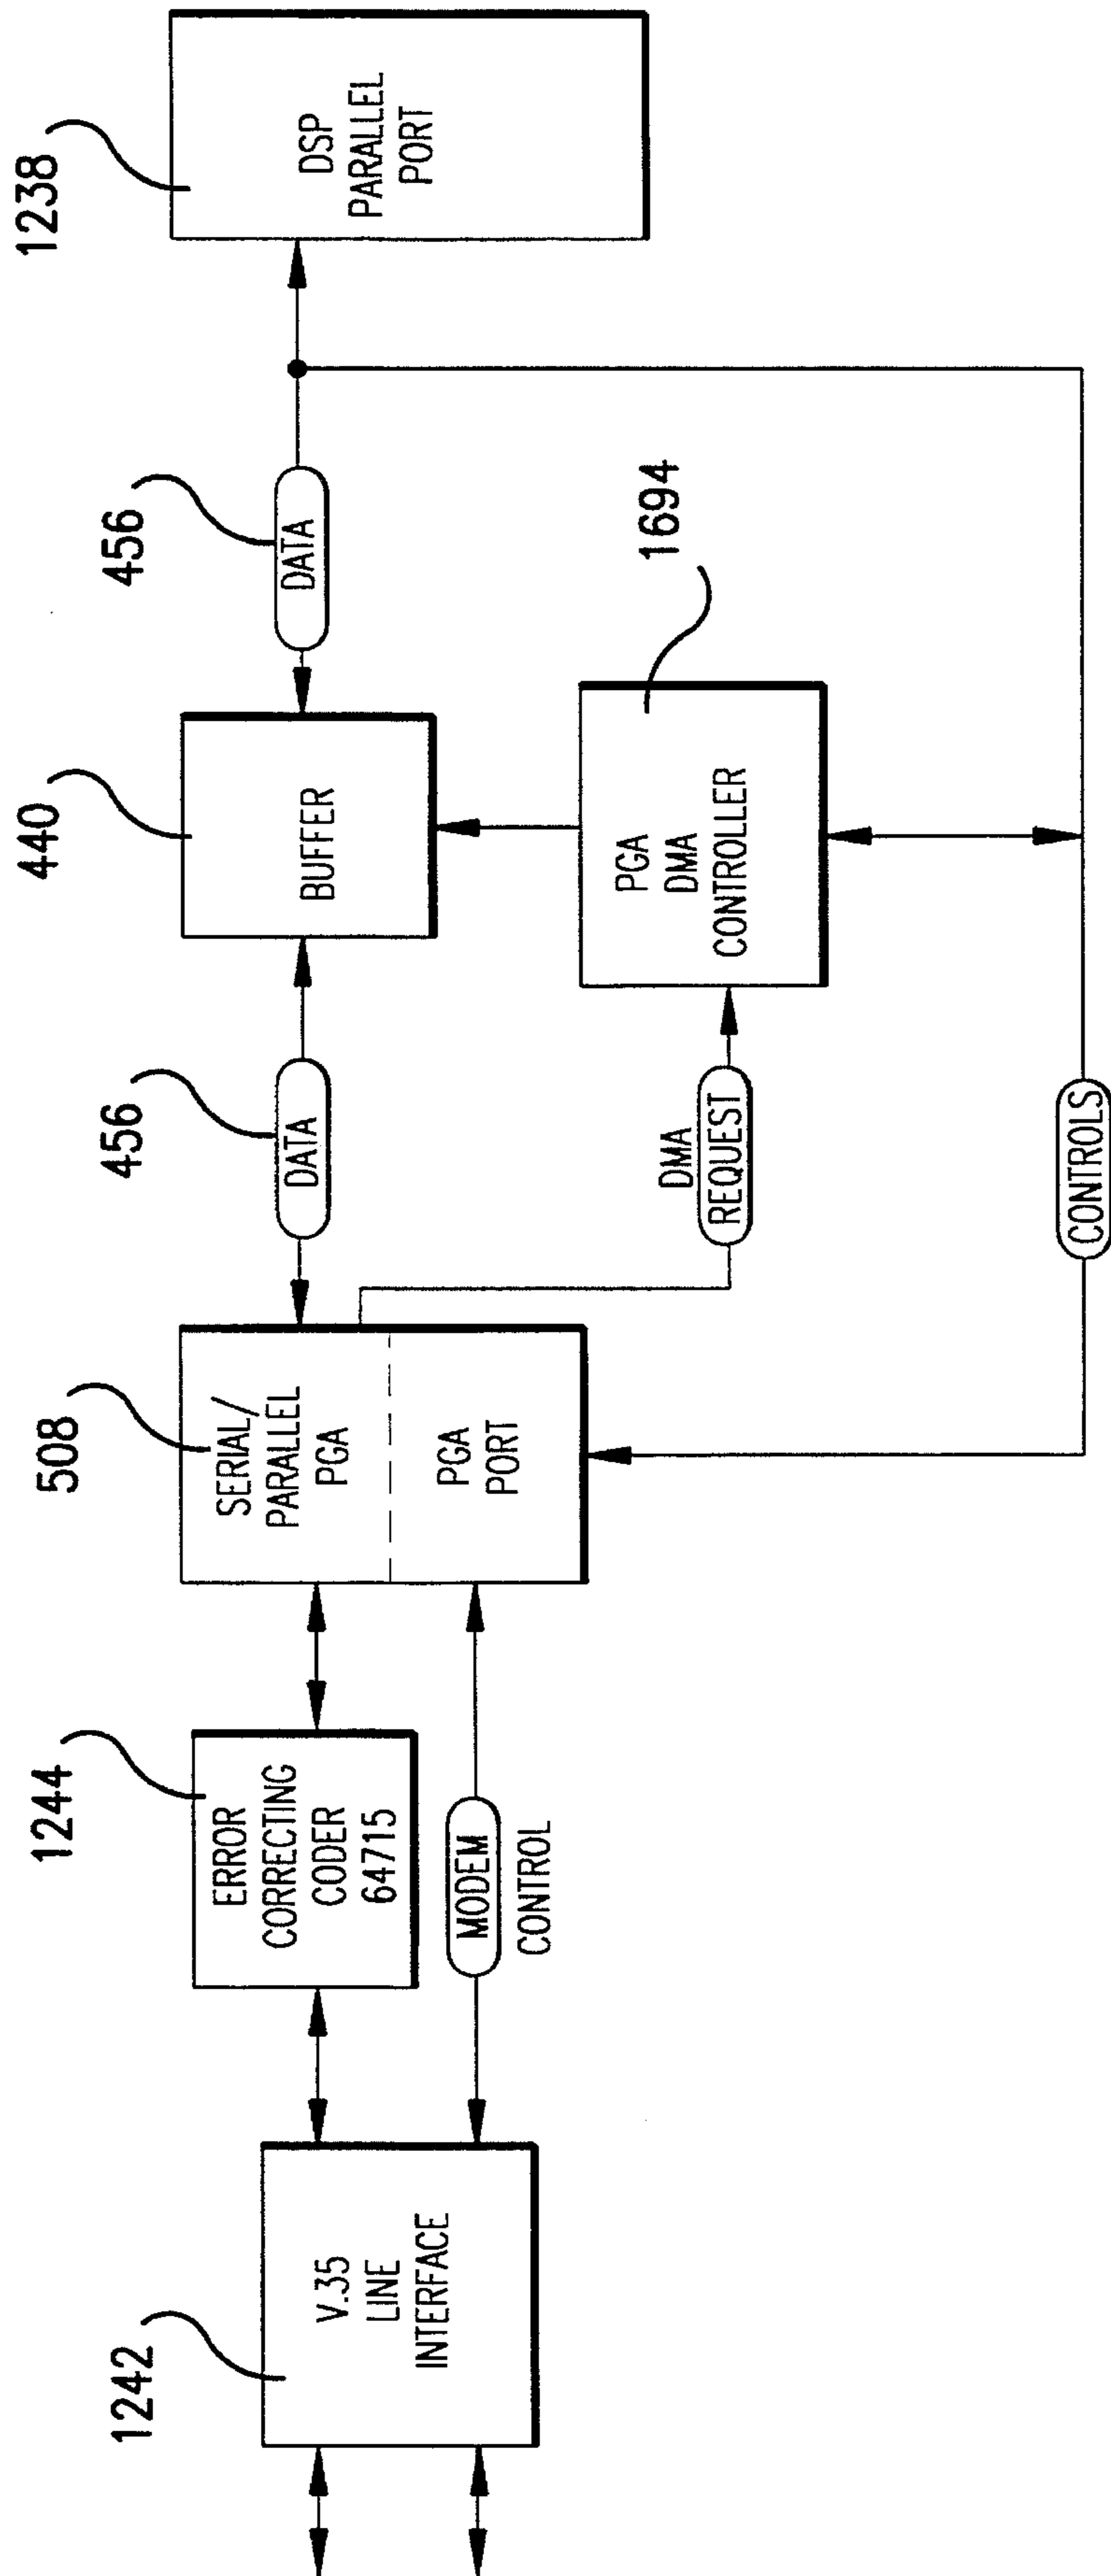 1242
V.35
LINE
INTERFACE
1244
ERROR
CORRECTING
CODER
64715
MODEM
CONTROL
508
SERIAL/
PARALLEL
PGA
PGA
PORT
456
DATA
DMA
REQUEST
CONTROLS
440
BUFFER
1694
PGA
DMA
CONTROLLER
456
DATA
1238
DSP
PARALLEL
PORT